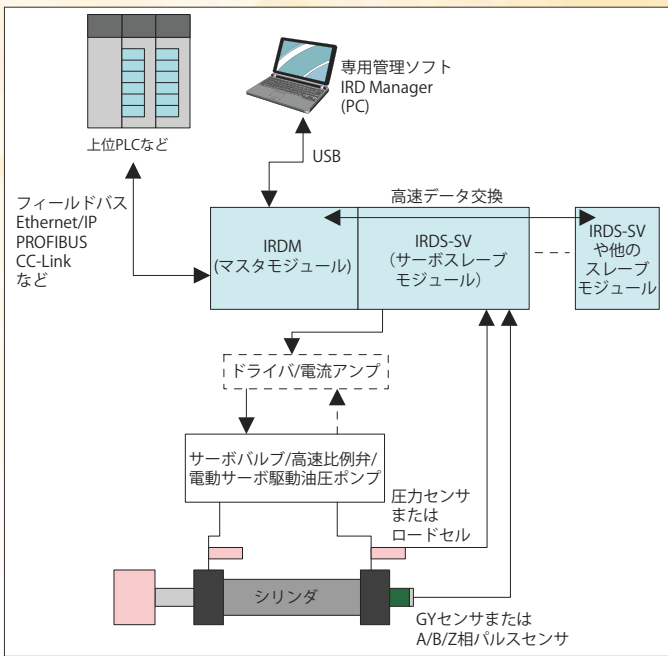 専用管理ソフト
IRD Manager
(PC)
上位PLCなど
USB
フィールドバス
Ethernet/IP
PROFIBUS
CC-Link
など
高速データ交換
IRDM
(マスタモジュール)
IRDS-SV
（サーボスレーブ
モジュール）
IRDS-SV
や他の
スレーブ
モジュール
ドライバ/電流アンプ
サーボバルブ/高速比例弁/
電動サーボ駆動油圧ポンプ
圧力センサ
または
ロードセル
シリンダ
GYセンサまたは
A/B/Z相パルスセンサ